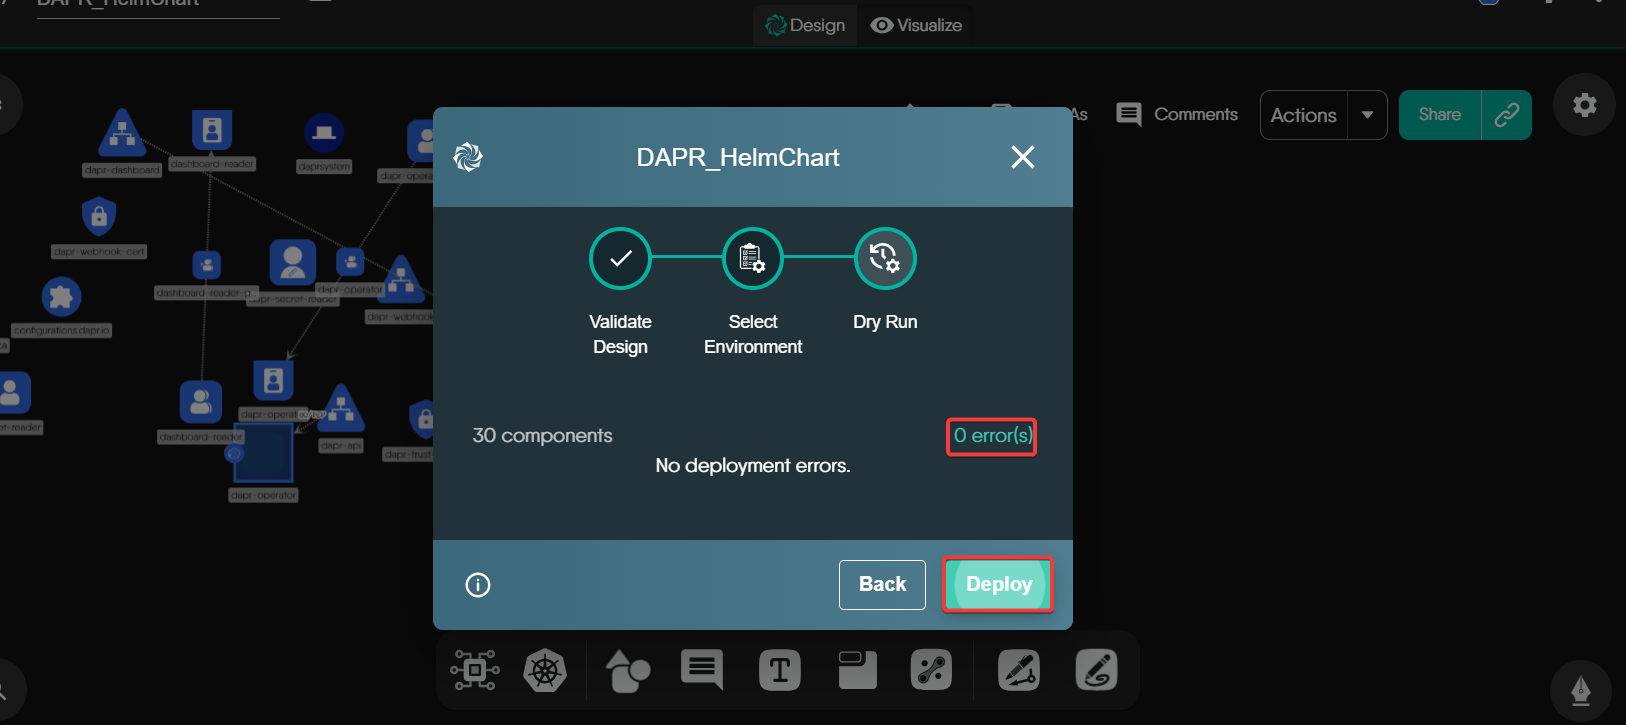 DAPR_HelmChart
Design
Visualize
As
Comments
Actions
Share
dapr-dashboard
dashboard-reader
daprsystem
dapr-opera
dapr-webhook-cert
dashboard-reader-g
dapr-secret-reader
dapr-operator
dapr-webhook
configurations.dapr.io
et-reader
dashboard-reader
dapr-operat
dapr-api
dapr-trust
dapr-operator
DAPR_HelmChart
Validate
Design
Select
Environment
Dry Run
30 components
0 error(s)
No deployment errors.
Back
Deploy
T